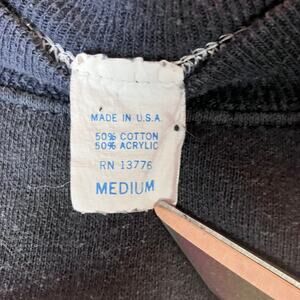 MADE IN U.S.A.
50% COTTON
50% ACRYLIC
RN 13776
MEDIUM